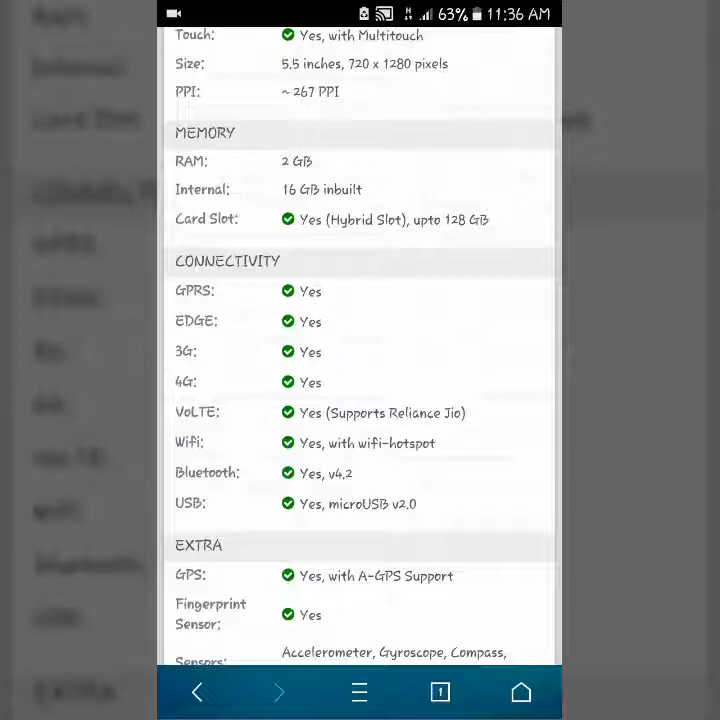 H 63% 11:36 AM
Touch: Yes, with Multitouch
Size: 5.5 inches, 720 x 1280 pixels
PPI: ~ 267 PPI
MEMORY
RAM: 2 GB
Internal: 16 GB inbuilt
Card Slot: Yes (Hybrid Slot), upto 128 GB
CONNECTIVITY
GPRS: Yes
EDGE: Yes
3G: Yes
4G: Yes
VoLTE: Yes (Supports Reliance Jio)
Wifi: Yes, with wifi-hotspot
Bluetooth: Yes, v4.2
USB: Yes, microUSB v2.0
EXTRA
GPS: Yes, with A-GPS Support
Fingerprint
Sensor: Yes
Sensors: Accelerometer, Gyroscope, Compass,
1